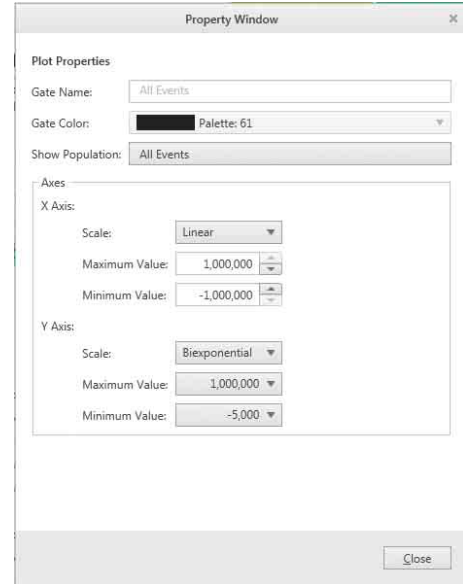 Property Window
Plot Properties
Gate Name: All Events
Gate Color: Palette: 61
Show Population: All Events
Axes
X Axis:
Scale: Linear
Maximum Value: 1,000,000
Minimum Value: -1,000,000
Y Axis:
Scale: Biexponential
Maximum Value: 1,000,000
Minimum Value: -5,000
Close